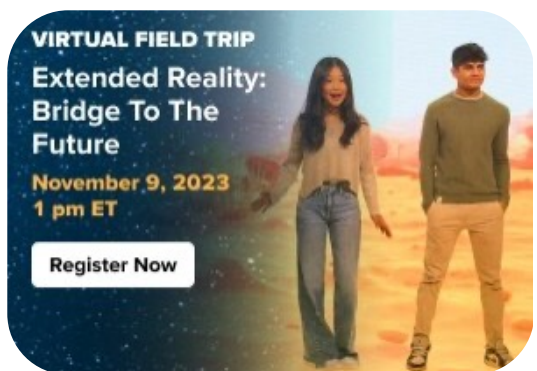 VIRTUAL FIELD TRIP
Extended Reality:
Bridge To The
Future
November 9, 2023
1 pm ET
Register Now